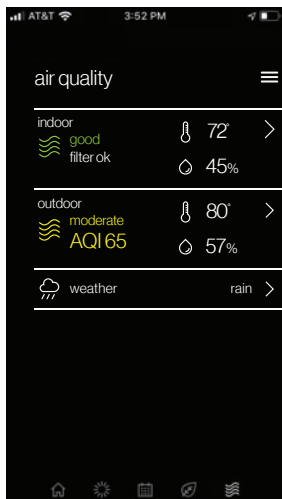 AT&T 3:52 PM
air quality
indoor
good
filter ok
72°
45%
outdoor
moderate
AQI 65
80°
57%
weather rain